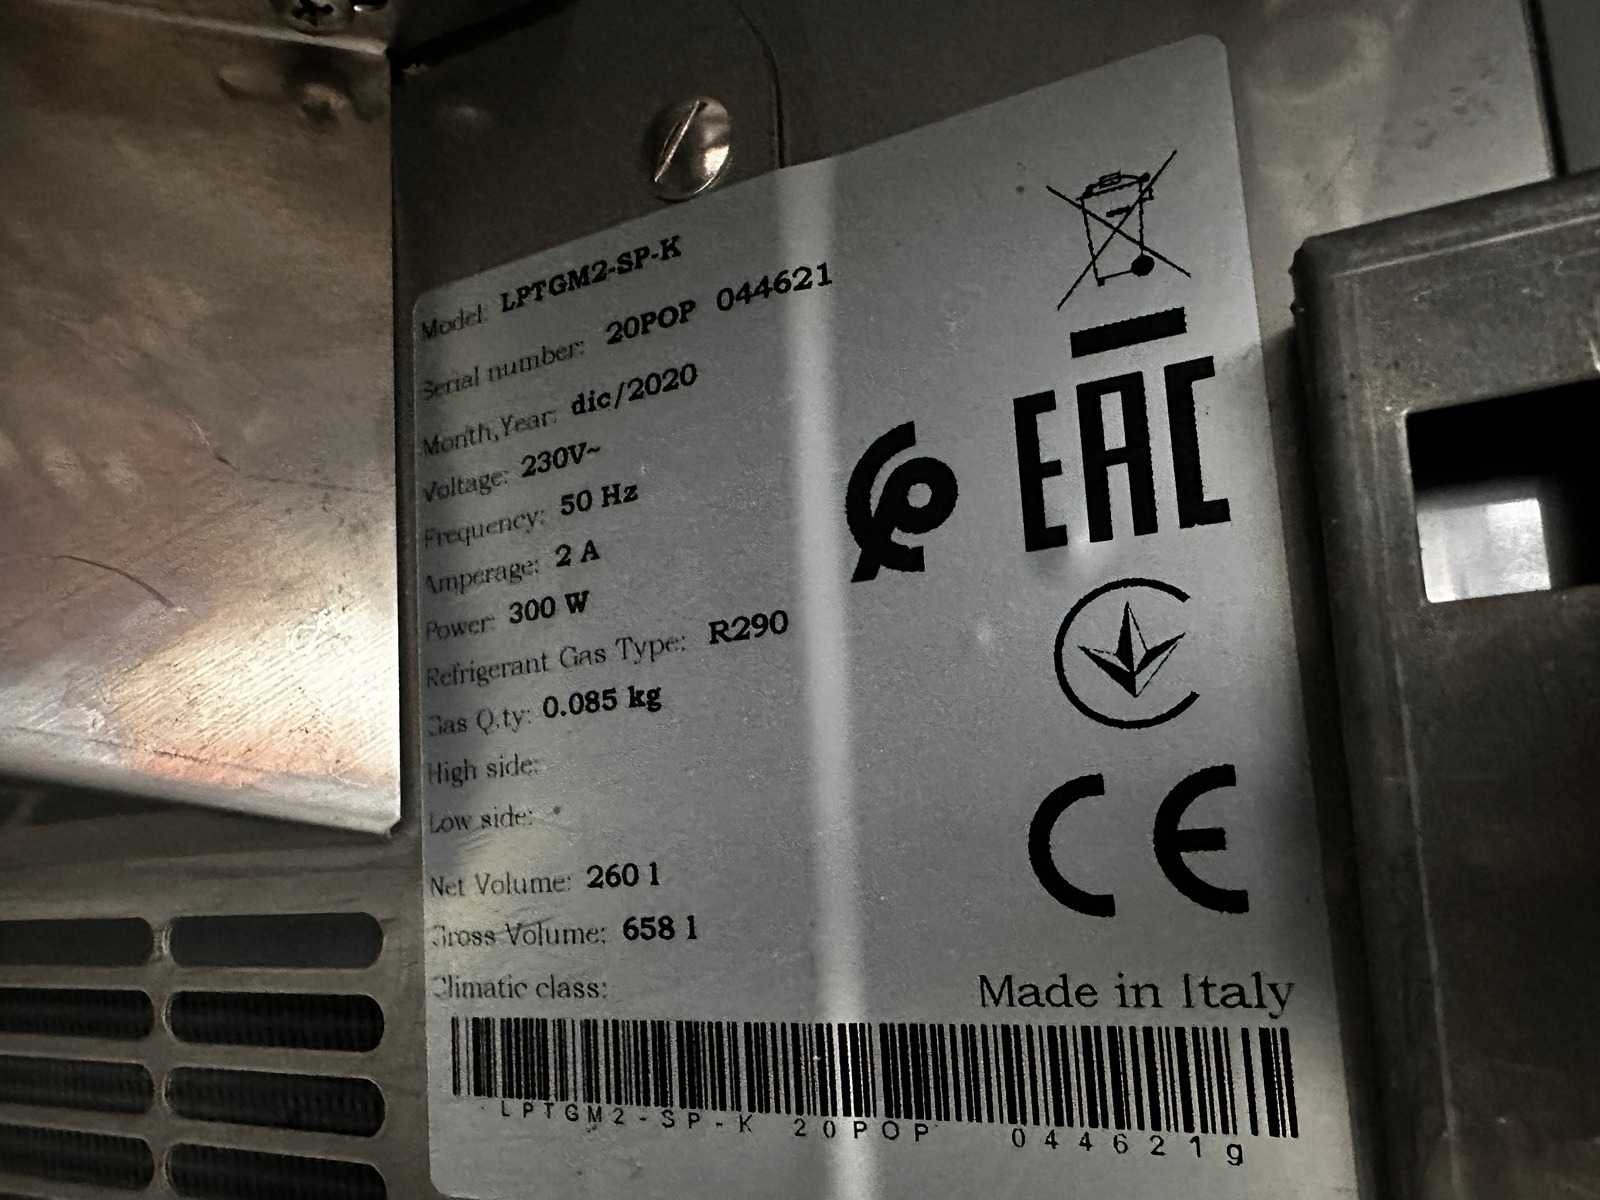 Model: LPTGM2-SP-K
Serial number: 20POP 044621
Month,Year: dic/2020
Voltage: 230V~
Frequency: 50 Hz
Amperage: 2 A
Power: 300 W
Refrigerant Gas Type: R290
Gas Q.ty: 0.085 kg
High side:
Low side:
Net Volume: 260 l
Gross Volume: 658 l
Climatic class:
EAC
CE
Made in Italy
LPTGM2-SP-K 20POP 044621g